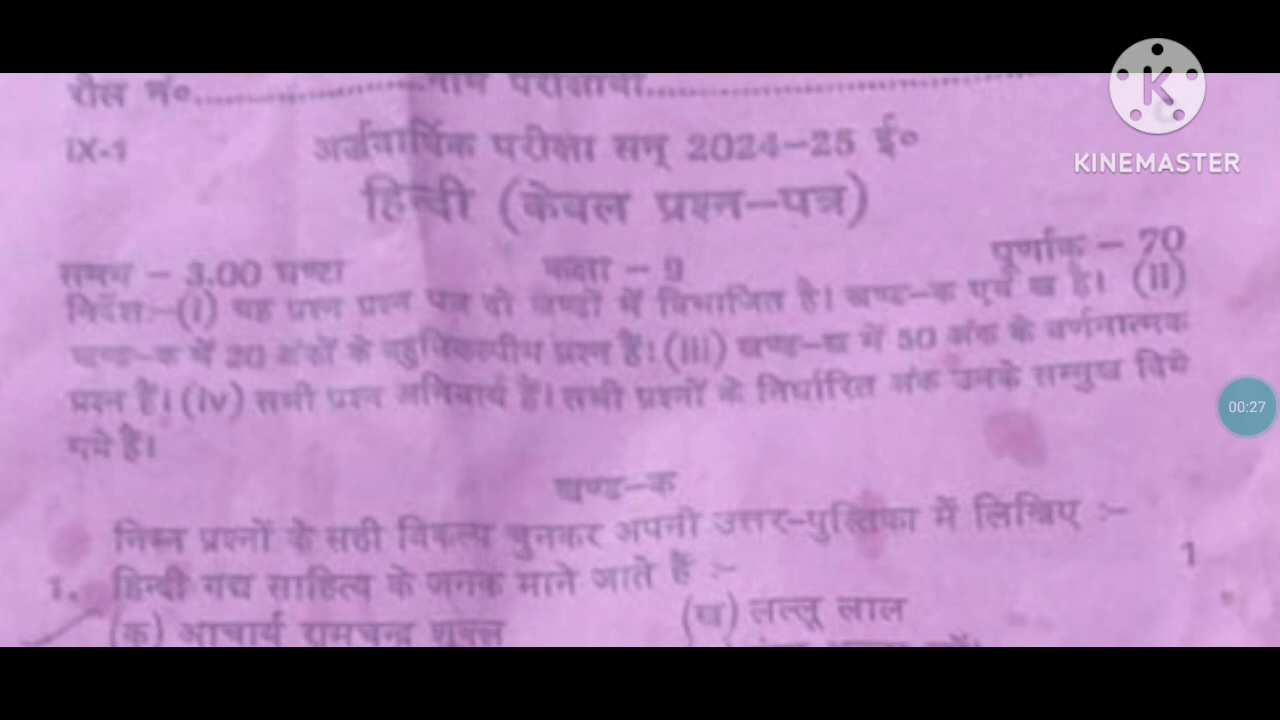 रोल नं०.....................नाम परीक्षार्थी.....................................
IX-1
अर्द्धवार्षिक परीक्षा सन् 2024-25 ई०
हिन्दी (केवल प्रश्न-पत्र)
समय - 3.00 घण्टा
कक्षा - 9
पूर्णांक - 70
निर्देश:-(i) यह प्रश्न प्रश्न पत्र दो खण्डों में विभाजित है। खण्ड-क एवं ख है। (ii)
खण्ड-क में 20 अंकों के बहुविकल्पीय प्रश्न हैं। (iii) खण्ड-ख में 50 अंक के वर्णनात्मक
प्रश्न हैं। (iv) सभी प्रश्न अनिवार्य हैं। सभी प्रश्नों के निर्धारित अंक उनके सम्मुख दिये
गये हैं।
खण्ड-क
निम्न प्रश्नों के सही विकल्प चुनकर अपनी उत्तर-पुस्तिका में लिखिए :-
1. हिन्दी गद्य साहित्य के जनक माने जाते हैं :-
1
(क) आचार्य रामचन्द्र शुक्ल
(ख) लल्लू लाल
KINEMASTER
00:27